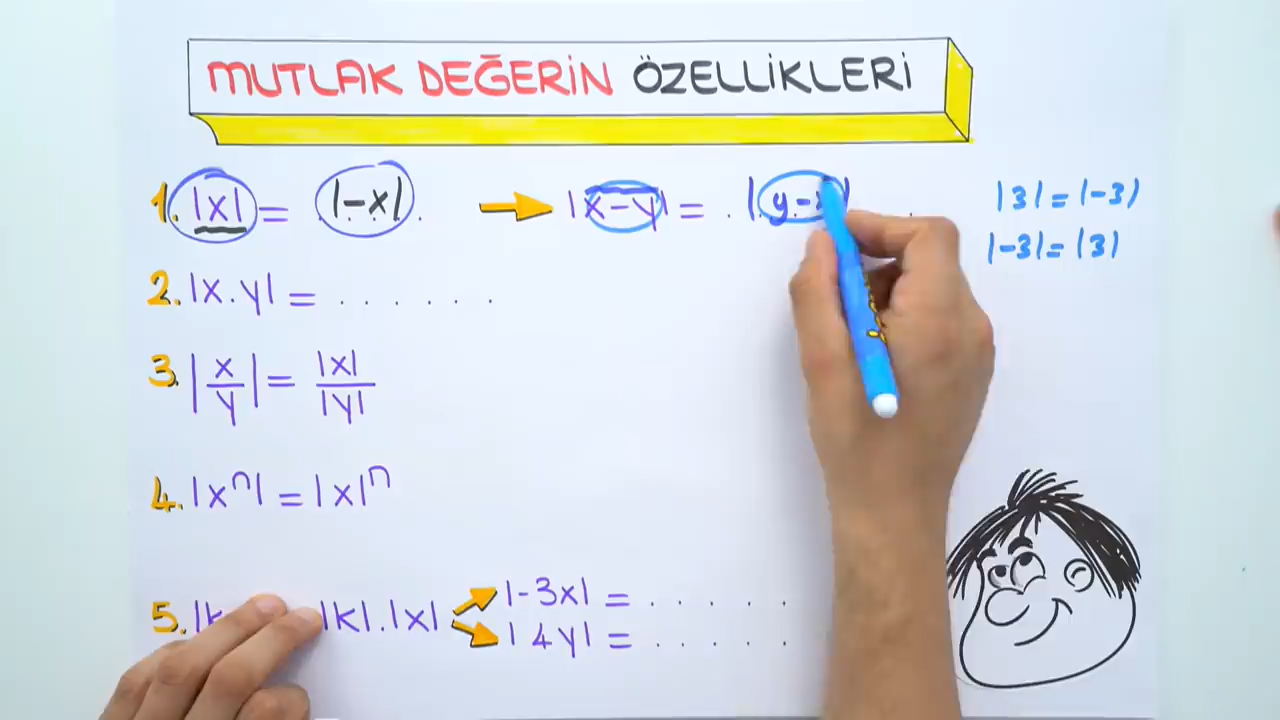 MUTLAK DEĞERİN ÖZELLİKLERİ
1. |x| = |-x| . → |x-y| = . |y-x| .
|3| = |-3|
|-3| = |3|
2. |x.y| = . . . . . .
3. |x/y| = |x|/|y|
4. |xⁿ| = |x|ⁿ
5. |k |k|.|x|
|-3x| = . . . . .
|4y| = . . . . .